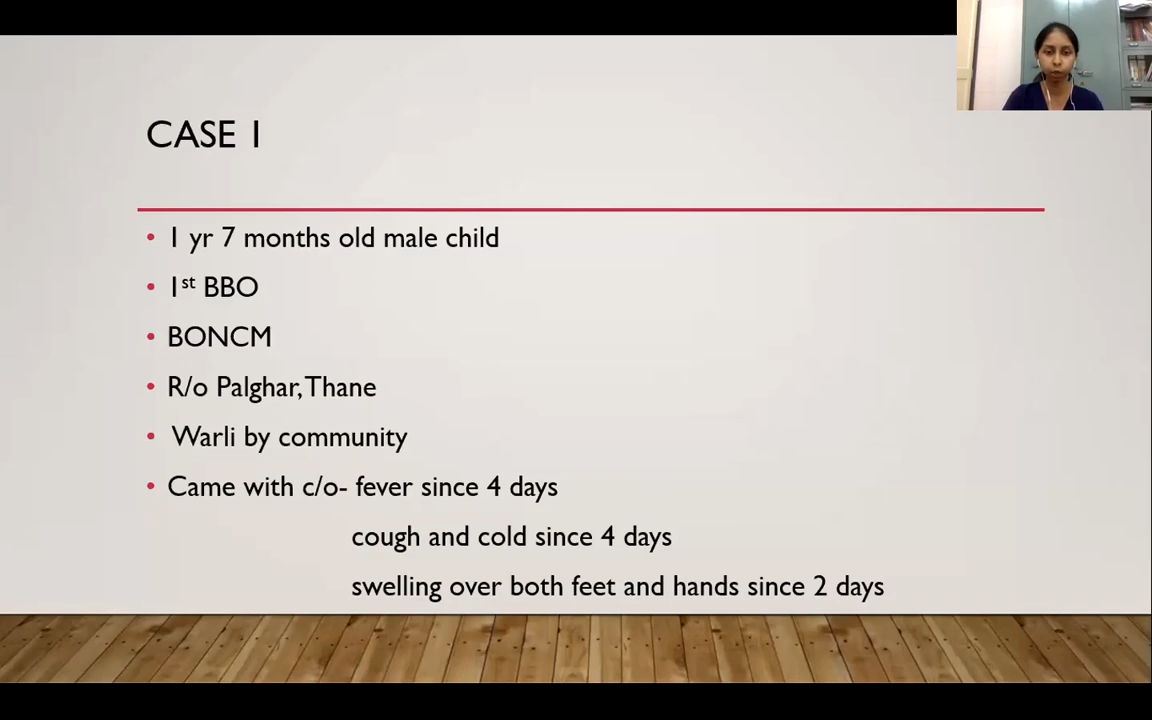 CASE 1
• 1 yr 7 months old male child
• 1st BBO
• BONCM
• R/o Palghar, Thane
• Warli by community
• Came with c/o- fever since 4 days
cough and cold since 4 days
swelling over both feet and hands since 2 days